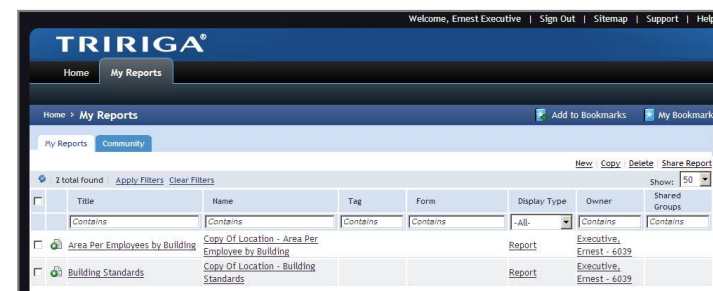 Welcome, Ernest Executive | Sign Out | Sitemap | Support | Help
TRIRIGA®
Home My Reports
Home > My Reports Add to Bookmarks My Bookmark
My Reports Community
New | Copy | Delete | Share Report
2 total found Apply Filters Clear Filters Show: 50
Title Name Tag Form Display Type Owner Shared Groups
Contains Contains Contains Contains -All- Contains Contains
Area Per Employees by Building Copy Of Location - Area Per Employee by Building Report Executive, Ernest - 6039
Building Standards Copy Of Location - Building Standards Report Executive, Ernest - 6039